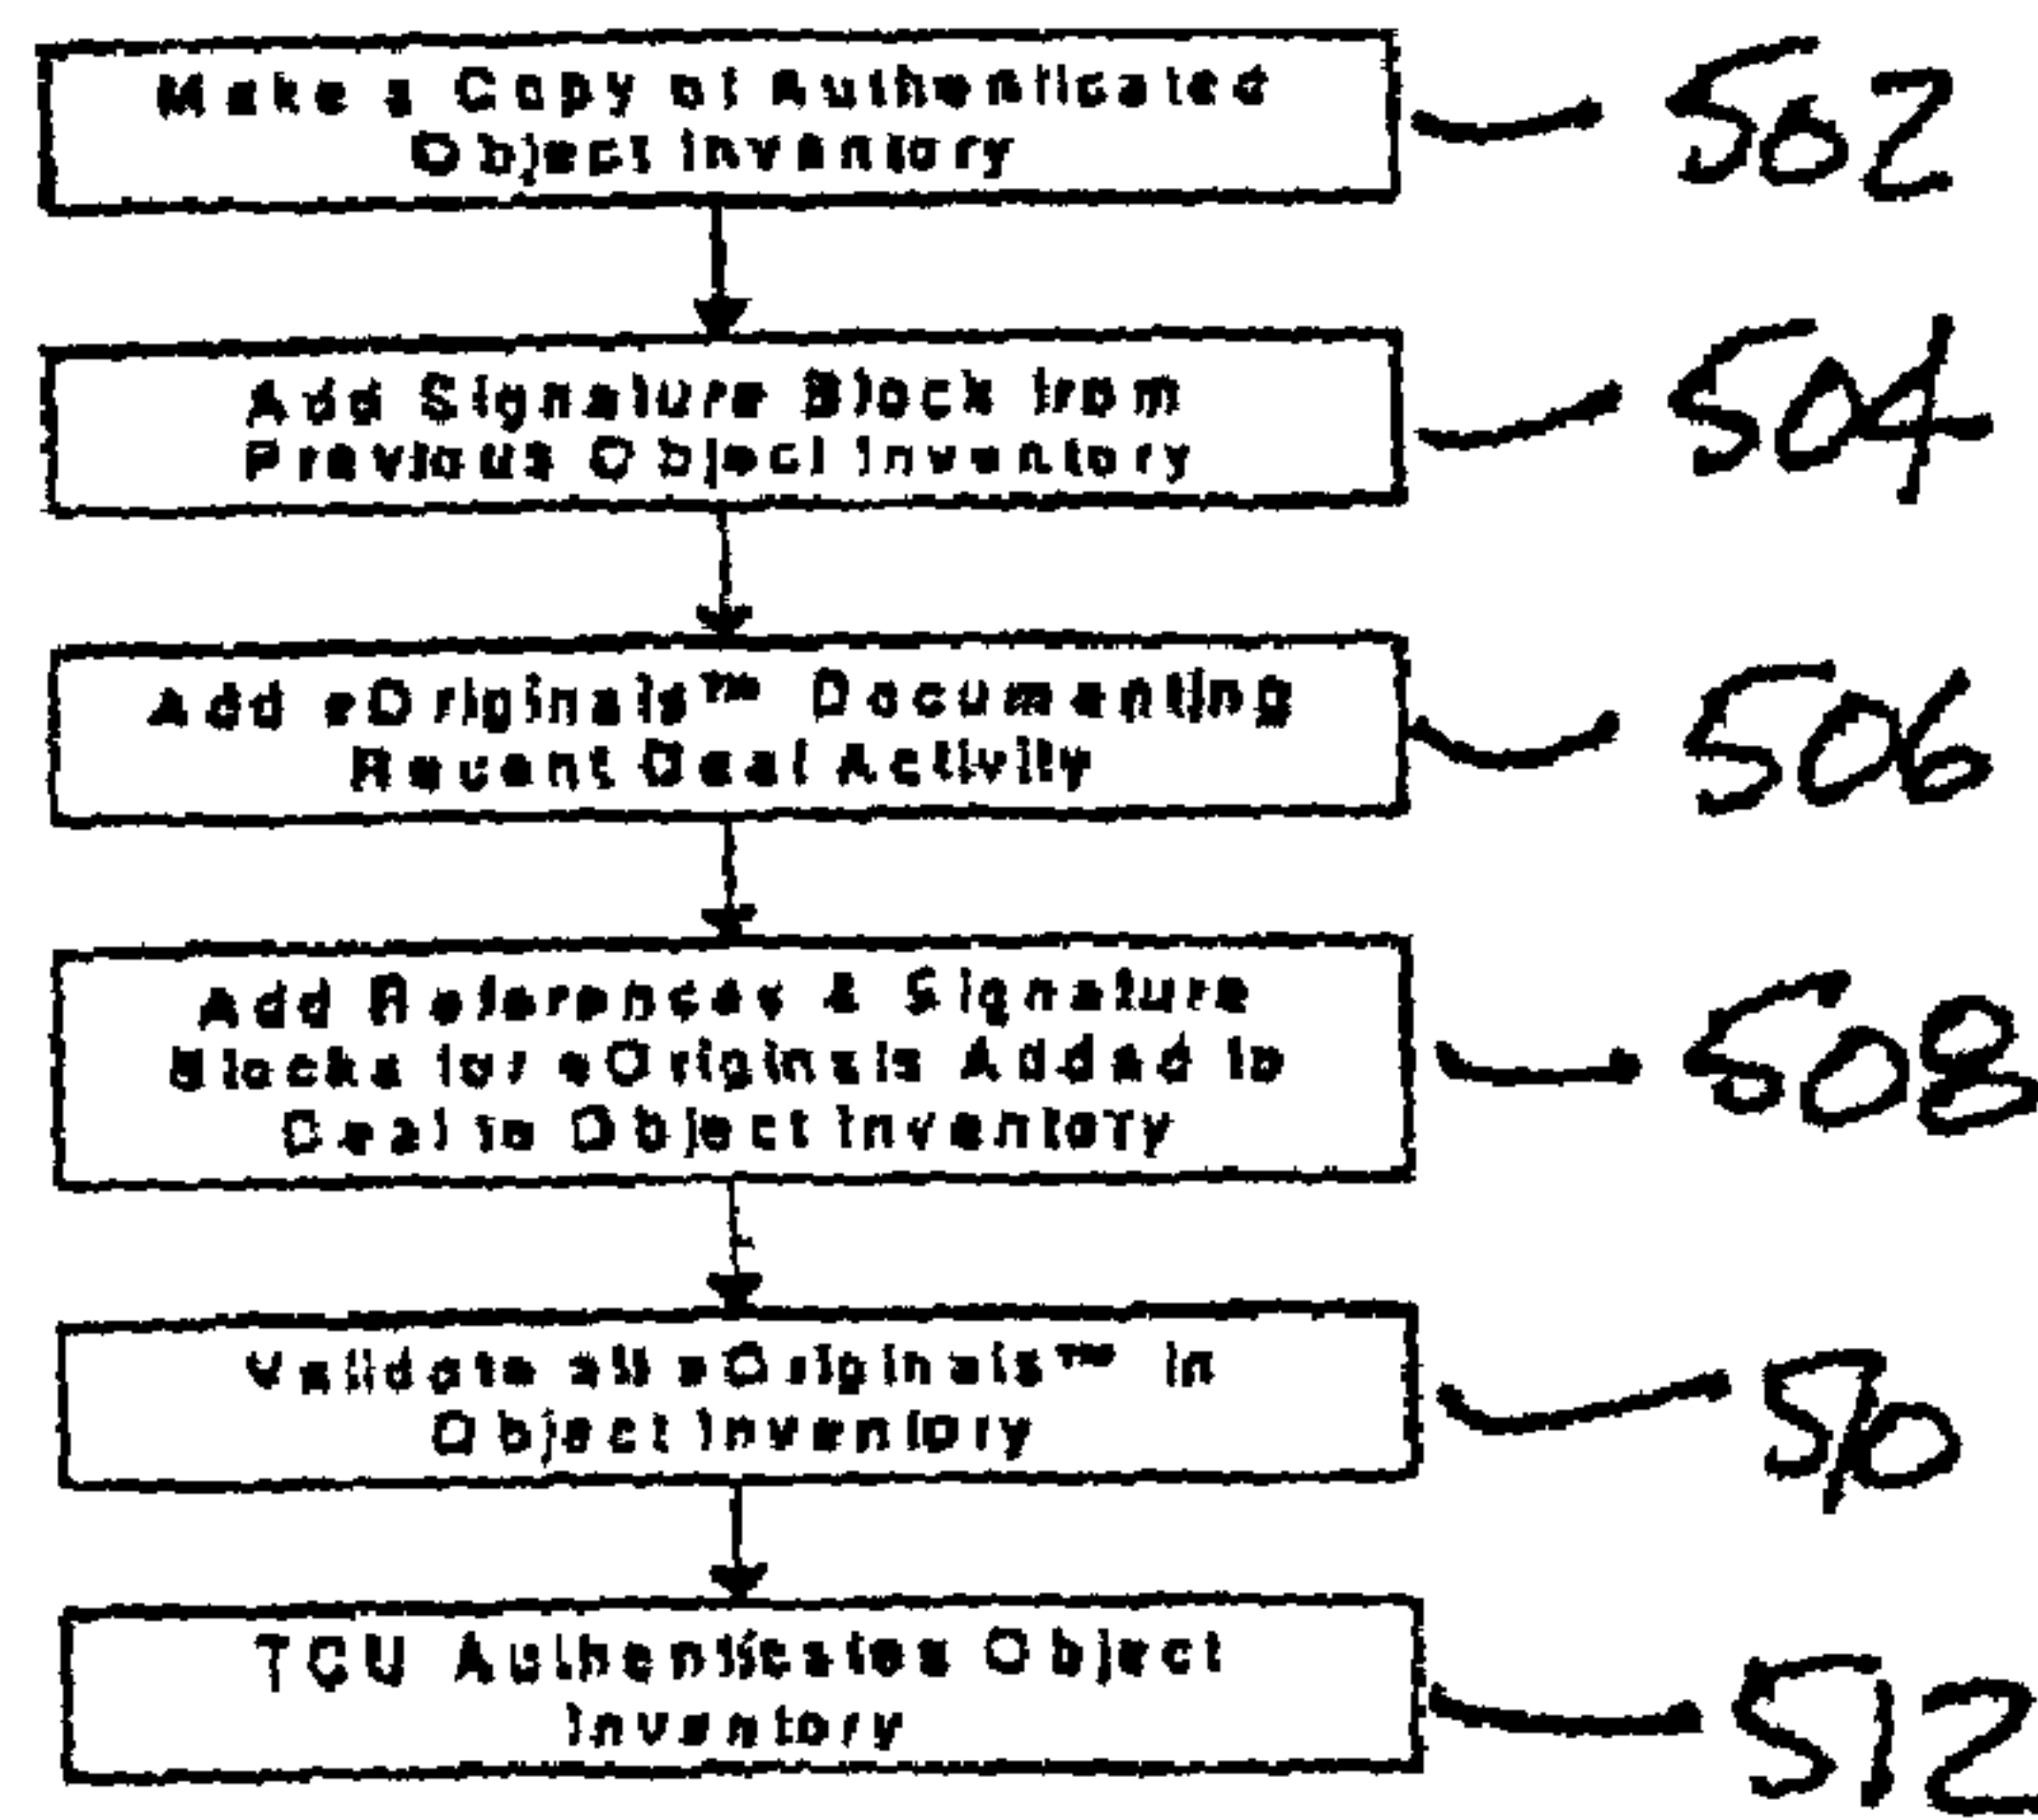 Make a Copy of Authenticated
Object Inventory
502
Add Signature Block from
Previous Object Inventory
504
Add eOriginals™ Documenting
Recent Deal Activity
506
Add References & Signature
Blocks for eOriginals Added to
Deal to Object Inventory
508
Validate all eOriginals™ in
Object Inventory
510
TCU Authenticates Object
Inventory
512